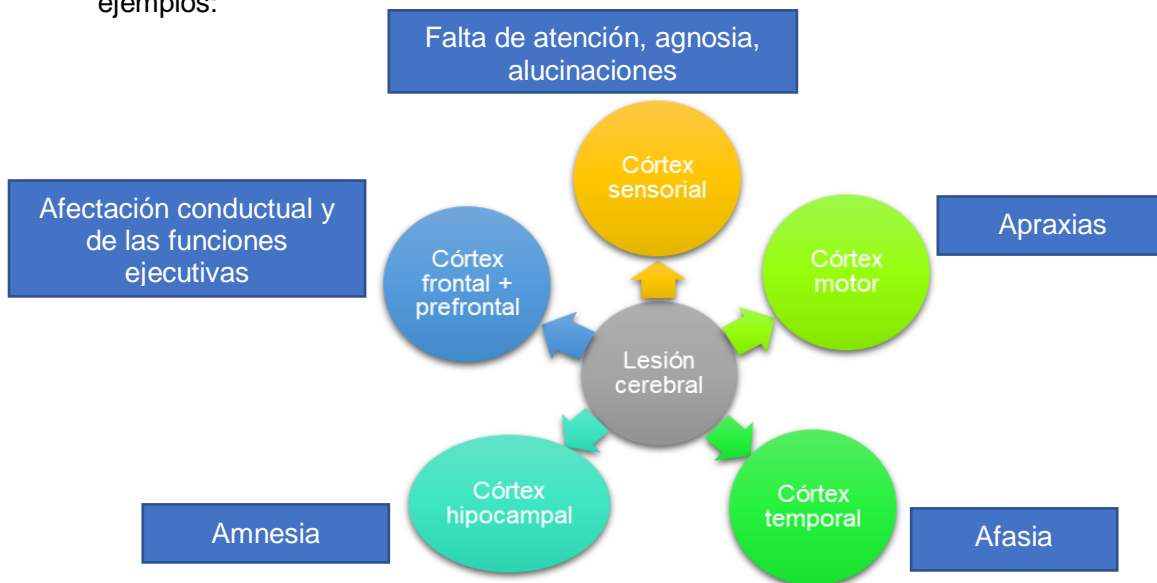 ejemplos:
Falta de atención, agnosia,
alucinaciones
Córtex
sensorial
Afectación conductual y
de las funciones
ejecutivas
Córtex
frontal +
prefrontal
Córtex
motor
Apraxias
Lesión
cerebral
Córtex
hipocampal
Amnesia
Córtex
temporal
Afasia